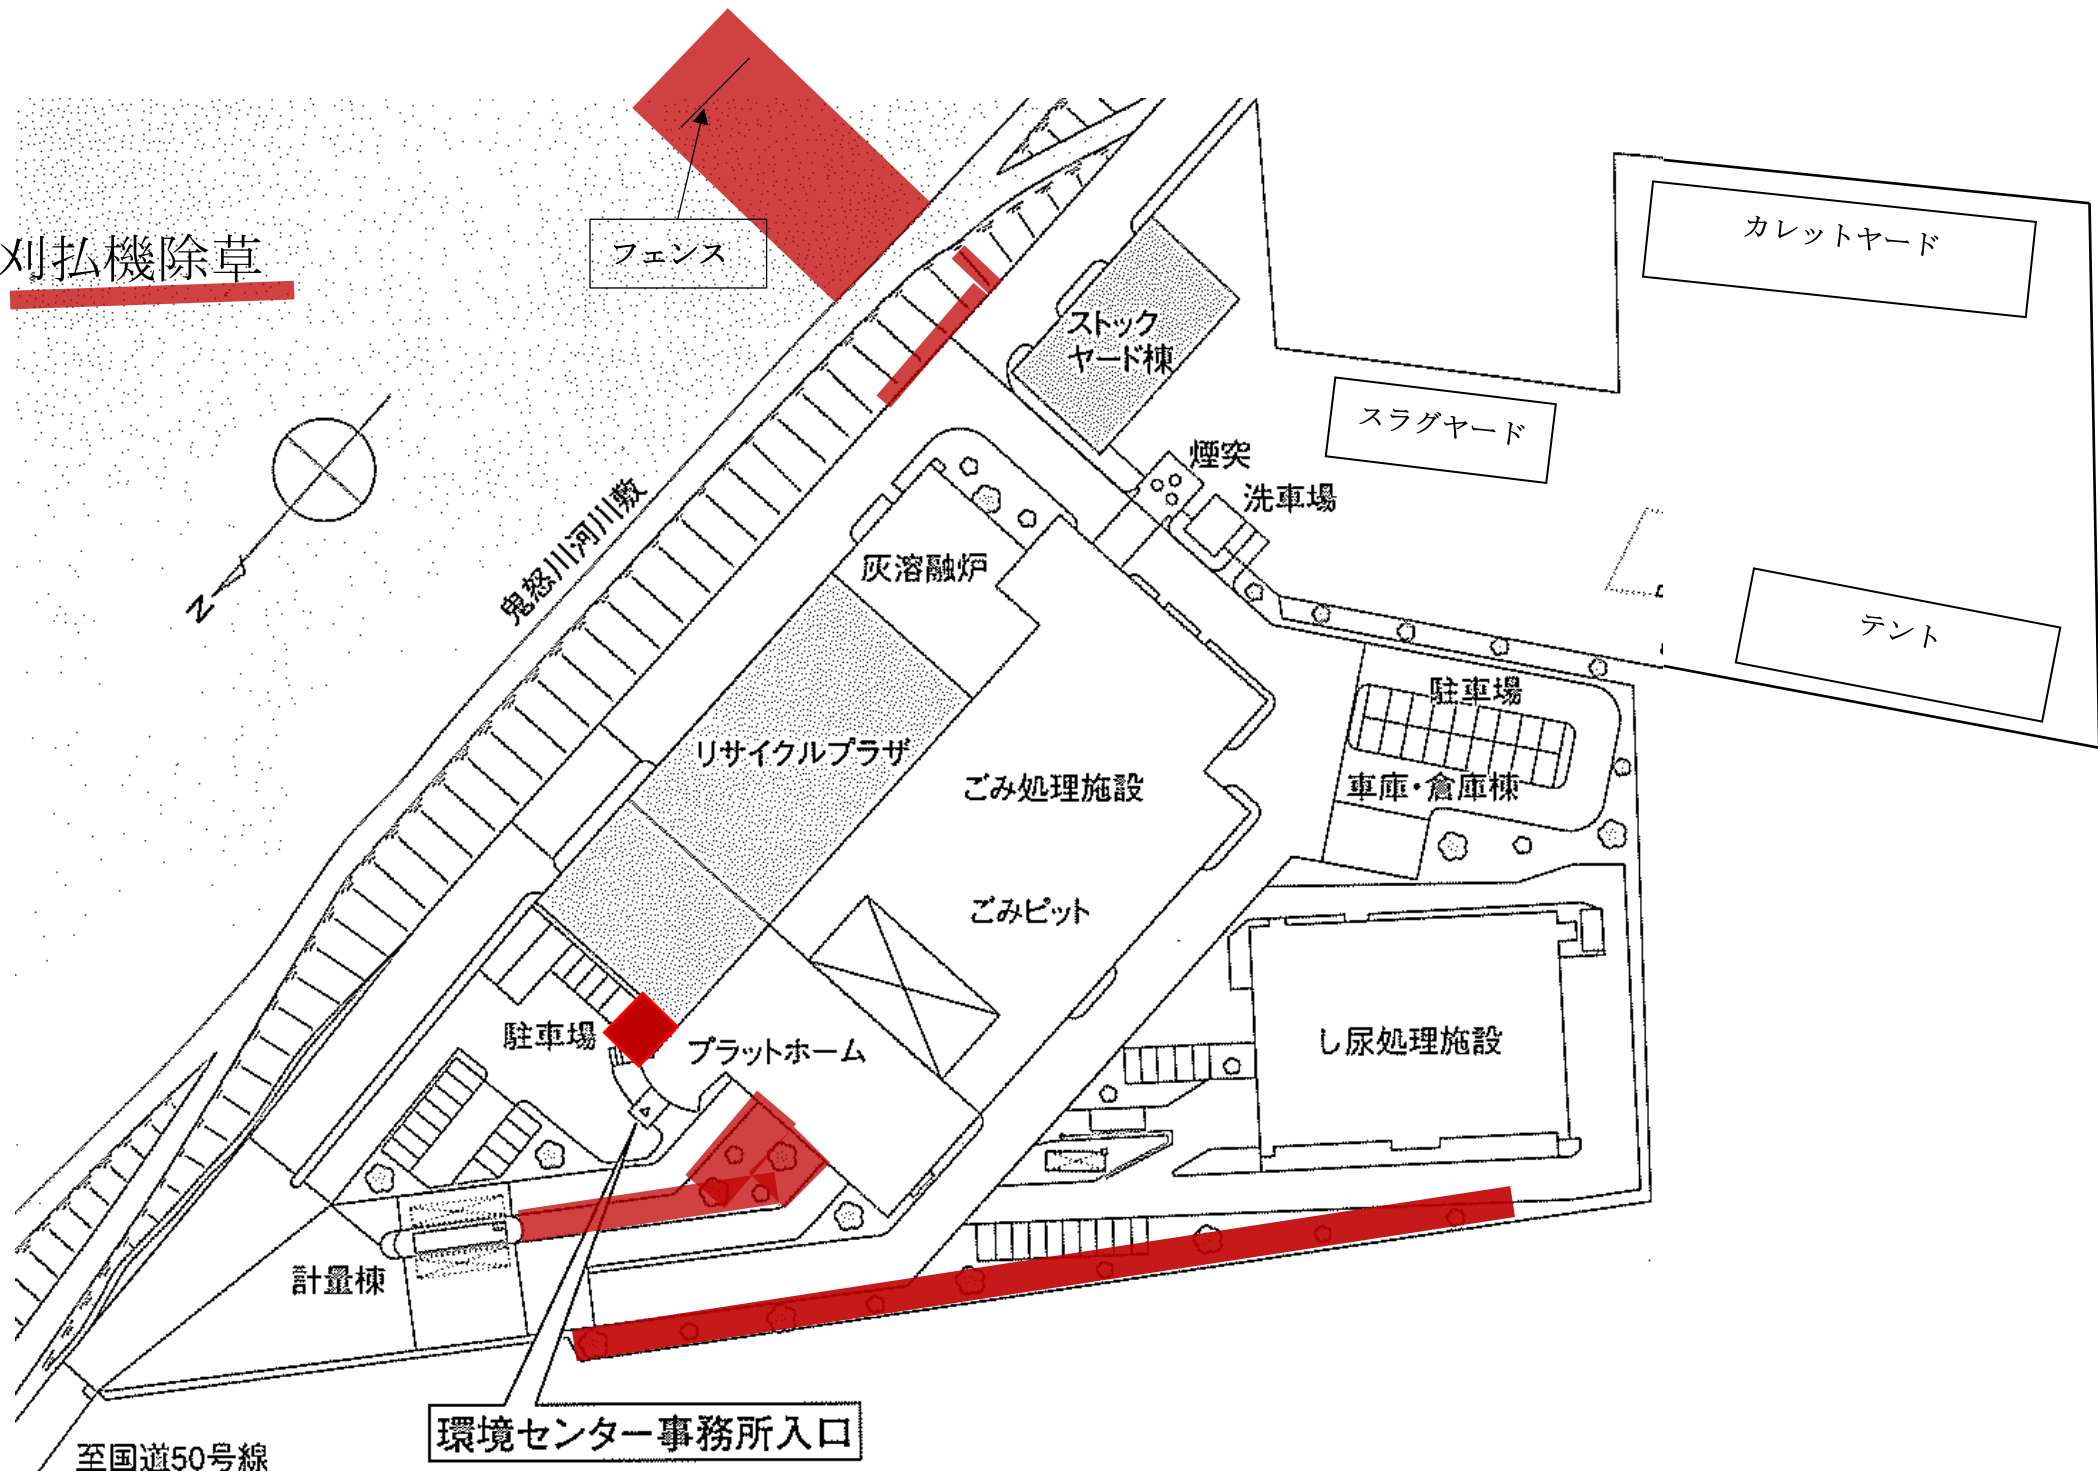 刈払機除草
フェンス
カレットヤード
ストック
ヤード棟
スラグヤード
煙突
洗車場
鬼怒川河川敷
灰溶融炉
N
テント
駐車場
リサイクルプラザ
ごみ処理施設
車庫・倉庫棟
ごみピット
駐車場
プラットホーム
し尿処理施設
計量棟
環境センター事務所入口
至国道50号線